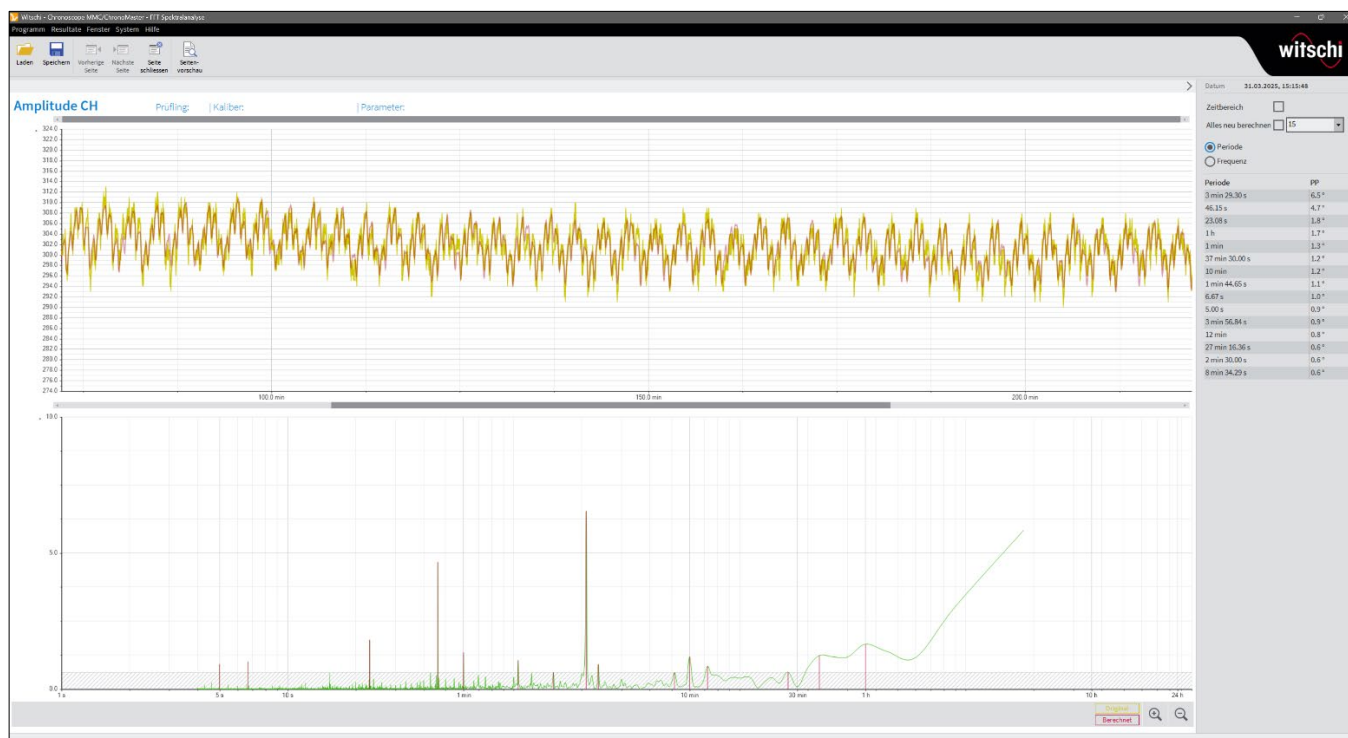 Witschi - Chronoscope MMC/ChronoMaster - FFT Spektralanalyse
Programm Resultate Fenster System Hilfe
Laden Speichern Vorherige Seite Nächste Seite Seite schliessen Seiten-vorschau
witschi
Datum 31.03.2025, 15:15:48
Amplitude CH Prüfling: | Kaliber: | Parameter:
Zeitbereich
Alles neu berechnen 15
Periode
Frequenz
Periode PP
3 min 29.30 s 6.5 °
46.15 s 4.7 °
23.08 s 1.8 °
1 h 1.7 °
1 min 1.3 °
37 min 30.00 s 1.2 °
10 min 1.2 °
1 min 44.65 s 1.1 °
6.67 s 1.0 °
5.00 s 0.9 °
3 min 56.84 s 0.9 °
12 min 0.8 °
27 min 16.36 s 0.6 °
2 min 30.00 s 0.6 °
8 min 34.29 s 0.6 °
324.0
322.0
320.0
318.0
316.0
314.0
312.0
310.0
308.0
306.0
304.0
302.0
300.0
298.0
296.0
294.0
292.0
290.0
288.0
286.0
284.0
282.0
280.0
278.0
276.0
274.0
100.0 min 150.0 min 200.0 min
10.0
5.0
0.0
1 s 5 s 10 s 1 min 10 min 30 min 1 h 10 h 24 h
Original
Berechnet